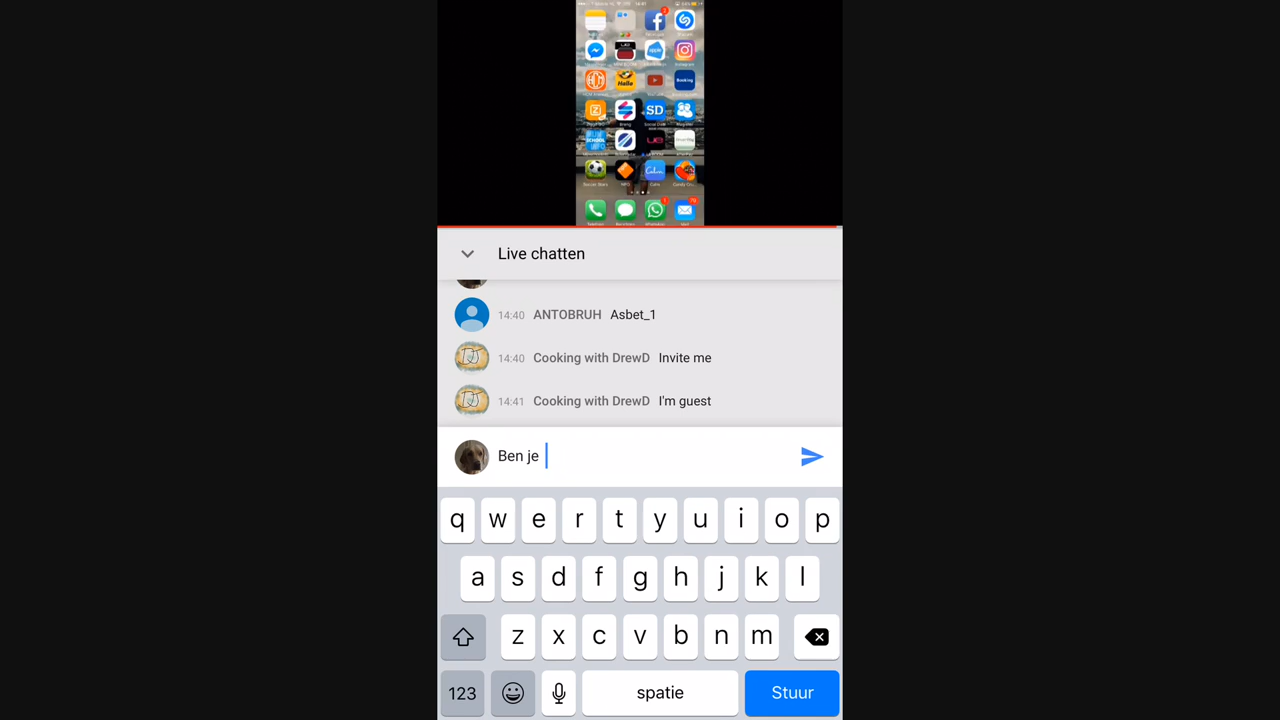 Live chatten
14:40 ANTOBRUH Asbet_1
14:40 Cooking with DrewD Invite me
14:41 Cooking with DrewD I'm guest
Ben je
q w e r t y u i o p
a s d f g h j k l
z x c v b n m
123 spatie Stuur